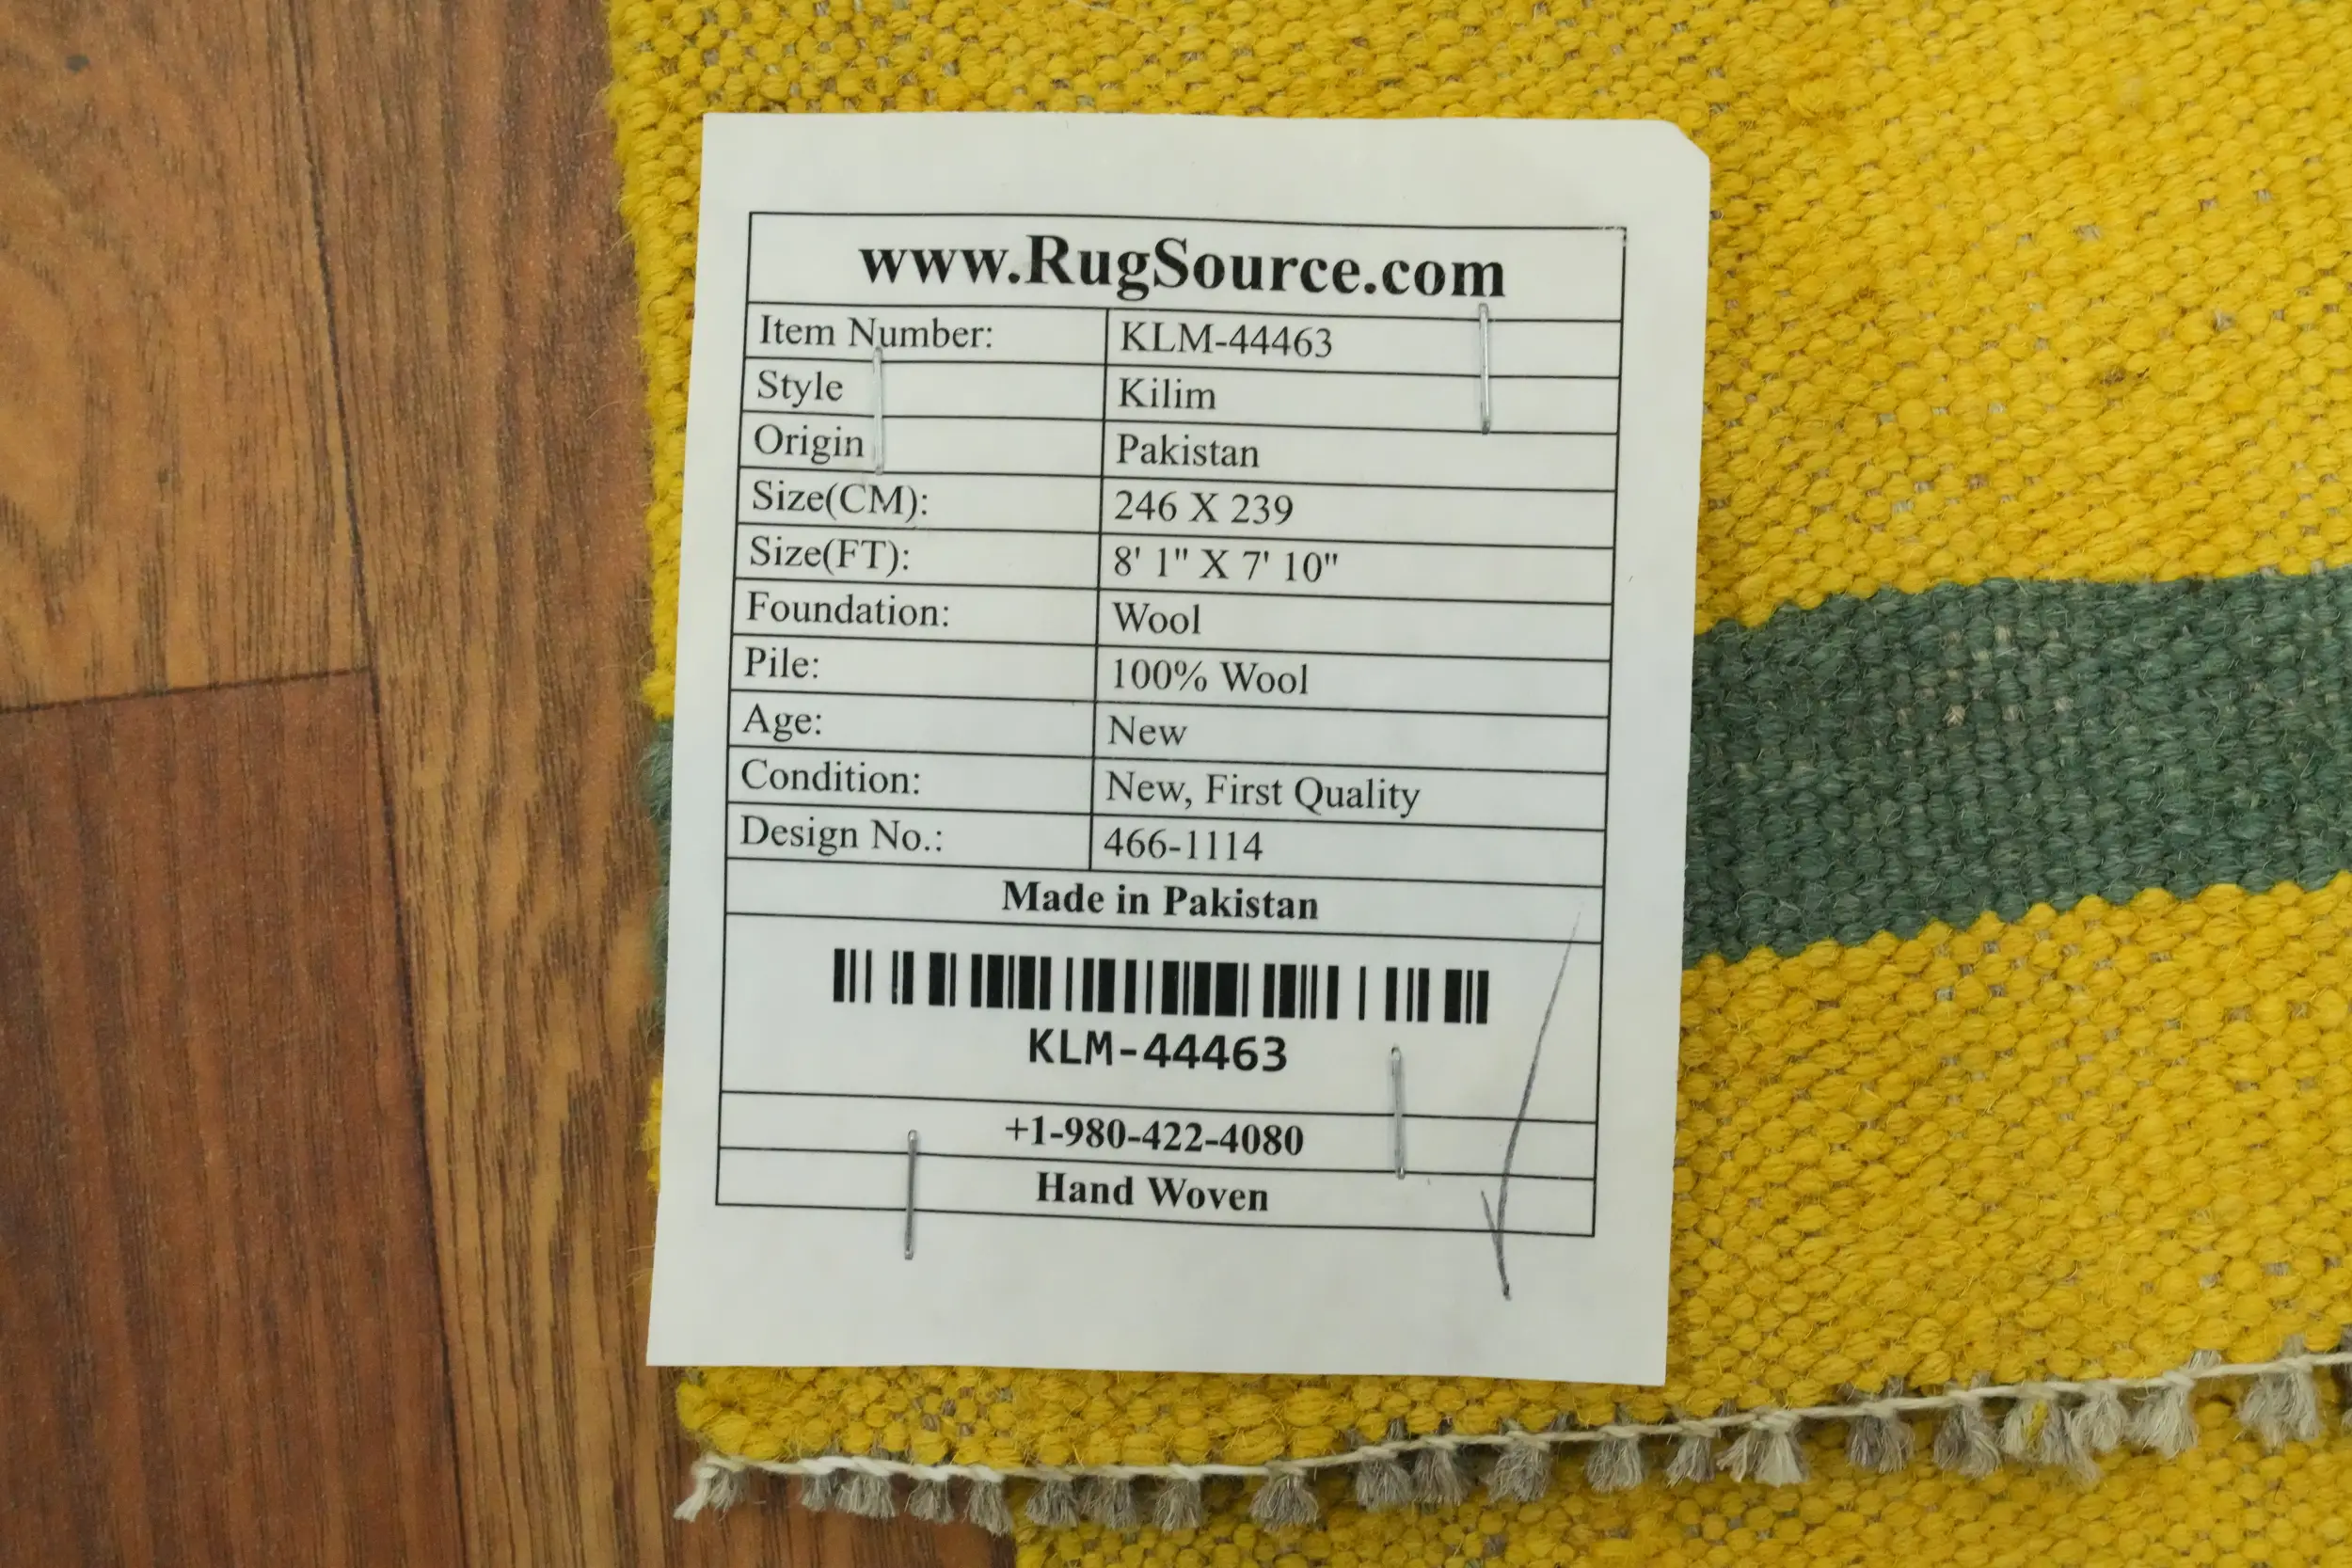 www.RugSource.com
Item Number: KLM-44463
Style Kilim
Origin Pakistan
Size(CM): 246 X 239
Size(FT): 8' 1" X 7' 10"
Foundation: Wool
Pile: 100% Wool
Age: New
Condition: New, First Quality
Design No.: 466-1114
Made in Pakistan
KLM-44463
+1-980-422-4080
Hand Woven